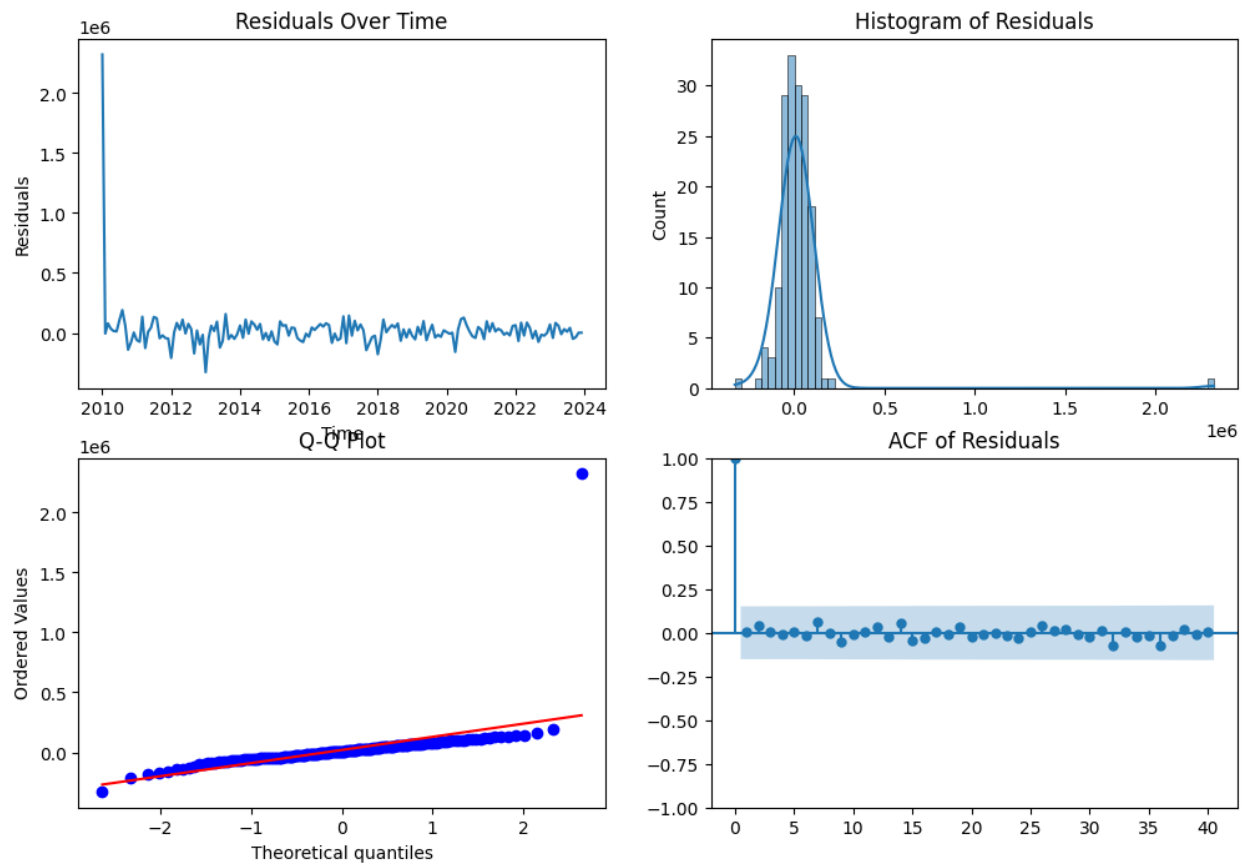 Residuals Over Time
1e6
2.0
1.5
1.0
0.5
0.0
Residuals
2010 2012 2014 2016 2018 2020 2022 2024
Time
Histogram of Residuals
30
25
20
15
10
5
0
Count
0.0 0.5 1.0 1.5 2.0
1e6
Q-Q Plot
1e6
2.0
1.5
1.0
0.5
0.0
Ordered Values
−2 −1 0 1 2
Theoretical quantiles
ACF of Residuals
1.00
0.75
0.50
0.25
0.00
−0.25
−0.50
−0.75
−1.00
0 5 10 15 20 25 30 35 40